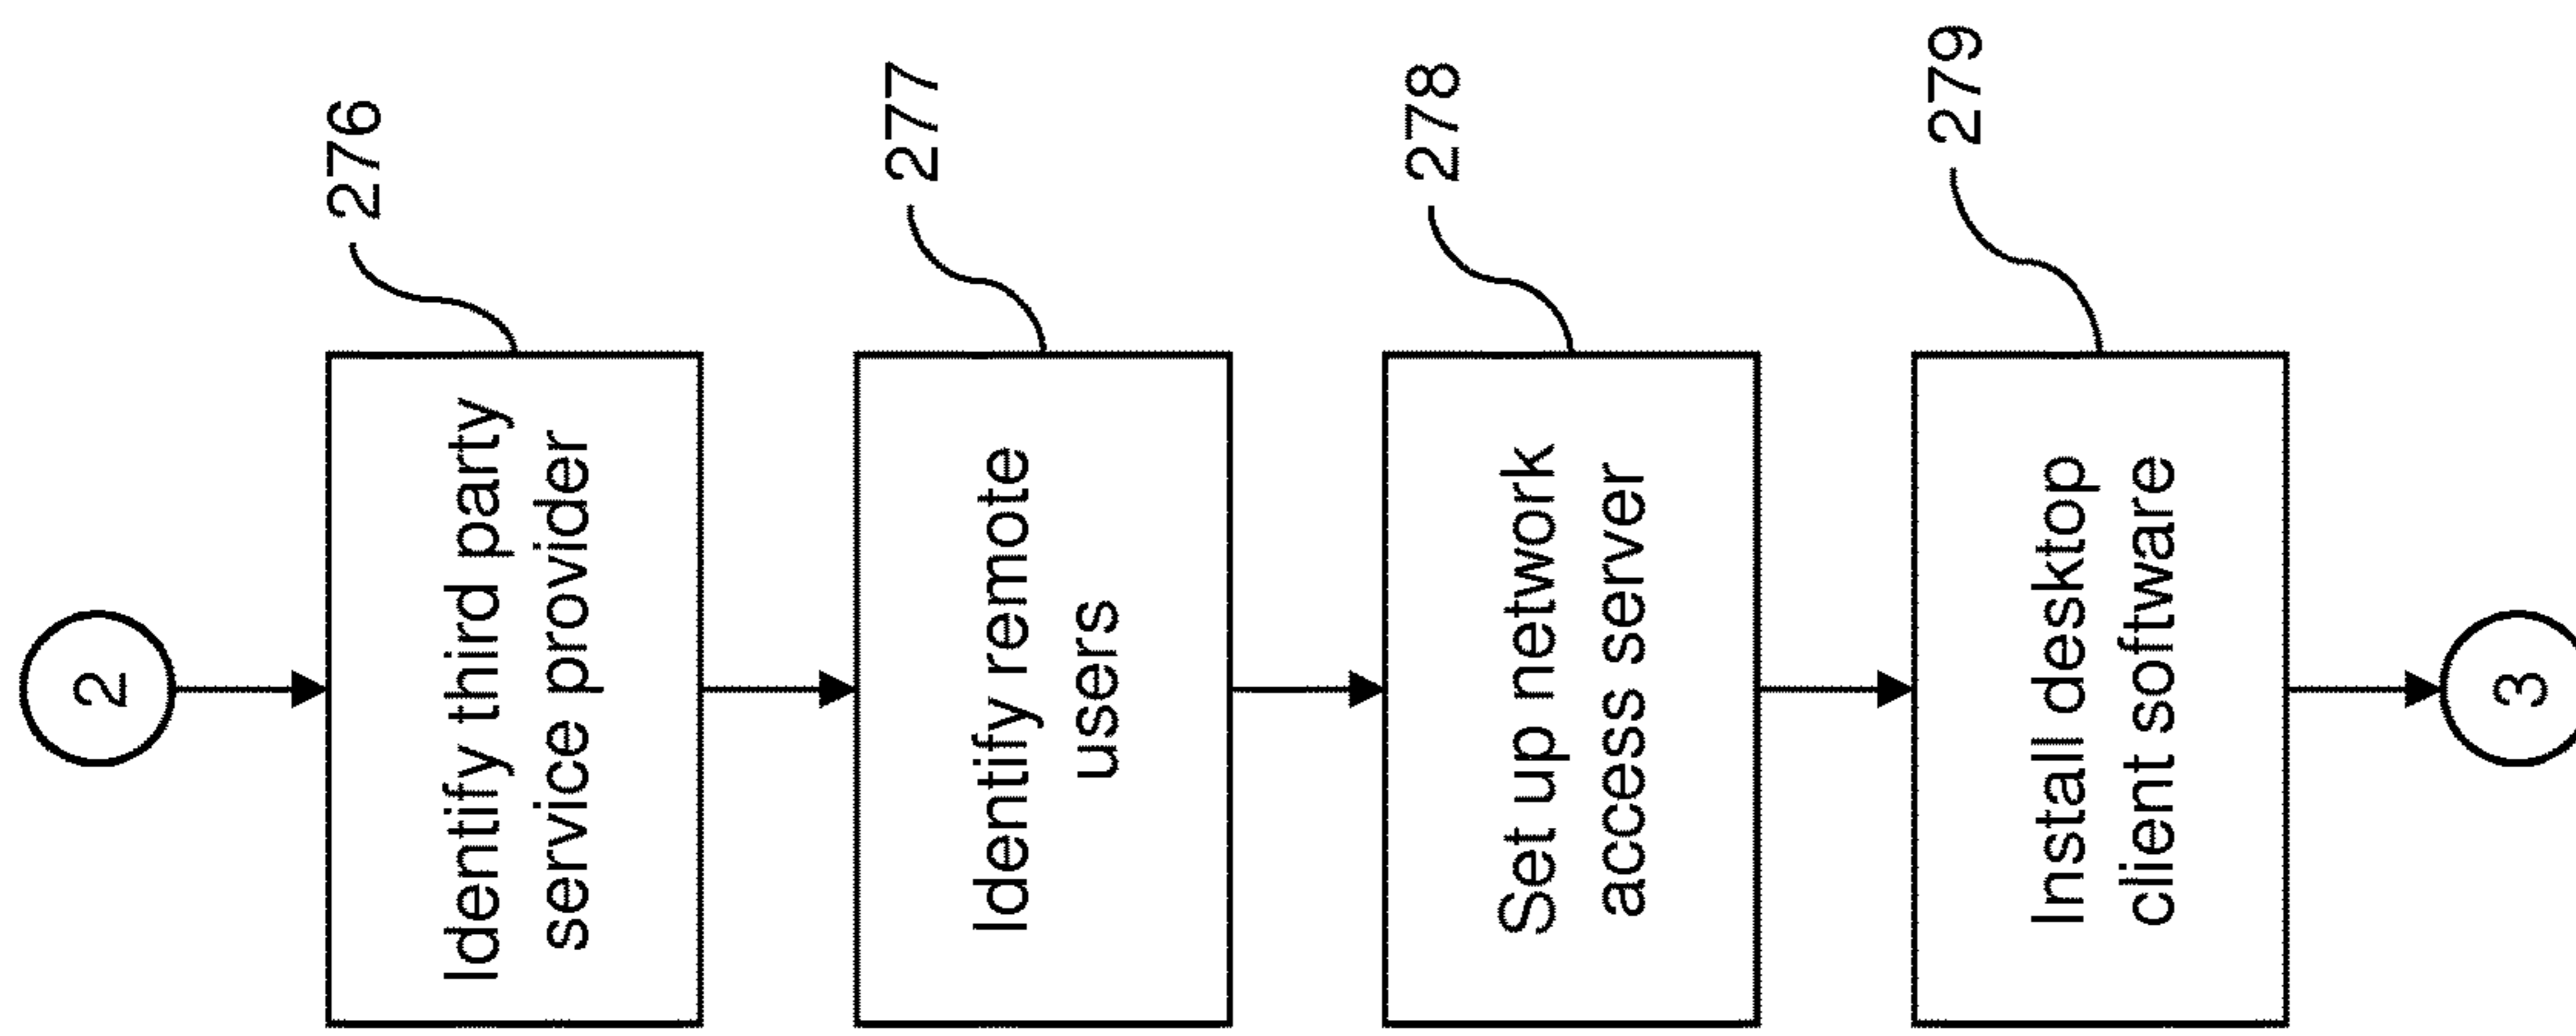 2
276
Identify third party
service provider
277
Identify remote
users
278
Set up network
access server
279
Install desktop
client software
3